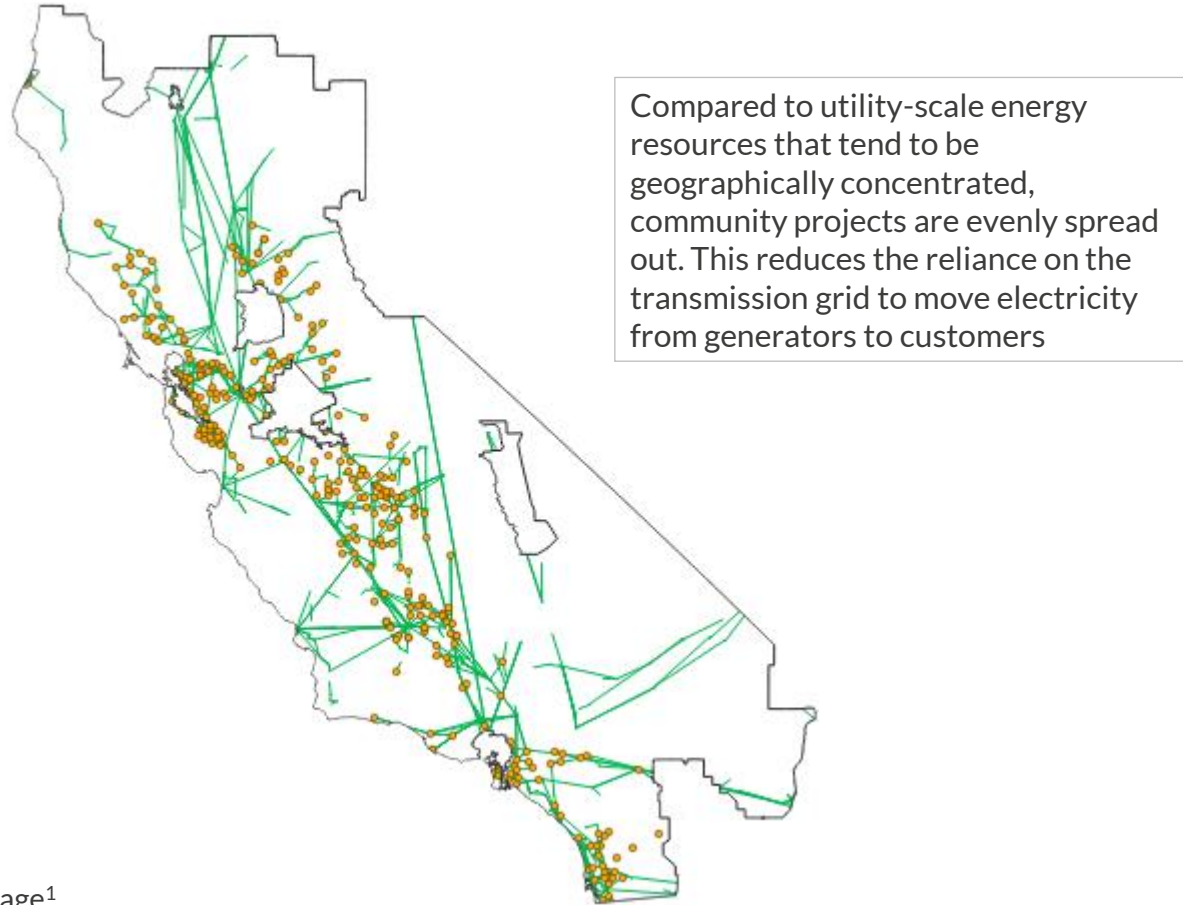 Compared to utility-scale energy
resources that tend to be
geographically concentrated,
community projects are evenly spread
out. This reduces the reliance on the
transmission grid to move electricity
from generators to customers
age¹